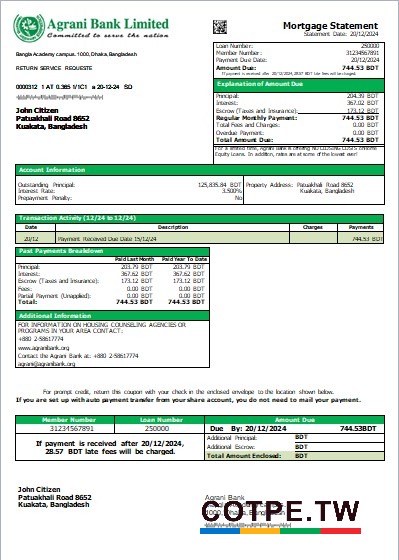 Agrani Bank Limited
Committed to serve the nation
Mortgage Statement
Statement Date: 20/12/2024
Bangla Academy campus. 1000, Dhaka, Bangladesh
RETURN SERVICE REQUESTE
0000312 1 AT 0.365 1/1C1 a 20-12-24 SD
John Citizen
Patuakhali Road 8652
Kuakata, Bangladesh
Loan Number: 250000
Member Number: 31234567891
Payment Due Date: 20/12/2024
Amount Due: 744.53 BDT
If payment is received after 20/12/2024, 28.57 BDT late fee will be charged.
Explanation of Amount Due
Principal: 204.39 BDT
Interest: 367.02 BDT
Escrow (Taxes and Insurance): 173.12 BDT
Regular Monthly Payment: 744.53 BDT
Total Fees and Charges: 0.00 BDT
Overdue Payment: 0.00 BDT
Total Amount Due: 744.53 BDT
For a limited time, Agrani Bank is offering NO CLOSING COSTS on Home
Equity Loans. In addition, rates are at some of the lowest ever!
Account Information
Outstanding Principal: 125,835.84 BDT
Interest Rate: 3.500%
Prepayment Penalty: No
Property Address: Patuakhali Road 8652
Kuakata, Bangladesh
Transaction Activity (12/24 to 12/24)
Date Description Charges Payments
20/12 Payment Received Due Date 15/12/24 744.53 BDT
Past Payments Breakdown
Paid Last Month Paid Year To Date
Principal: 203.79 BDT 203.79 BDT
Interest: 367.62 BDT 367.62 BDT
Escrow (Taxes and Insurance): 173.12 BDT 173.12 BDT
Fees: 0.00 BDT 0.00 BDT
Partial Payment (Unapplied): 0.00 BDT 0.00 BDT
Total: 744.53 BDT 744.53 BDT
Additional Information
FOR INFORMATION ON HOUSING COUNSELING AGENCIES OR
PROGRAMS IN YOUR AREA CONTACT:
+880 2-58617774
www.agranibank.org
Contact the Agrani Bank at: +880 2-58617774
agrani@agranibank.org
For prompt credit, return this coupon with your check in the enclosed envelope to the location shown below.
If you are set up with auto payment transfer from your share account, you do not need to mail your payment.
Member Number Loan Number Amount Due
31234567891 250000 Due By: 20/12/2024 744.53BDT
If payment is received after 20/12/2024,
28.57 BDT late fees will be charged.
Additional Principal: BDT
Additional Escrow: BDT
Total Amount Enclosed: BDT
John Citizen
Patuakhali Road 8652
Kuakata, Bangladesh
Agrani Bank
COTPE.TW